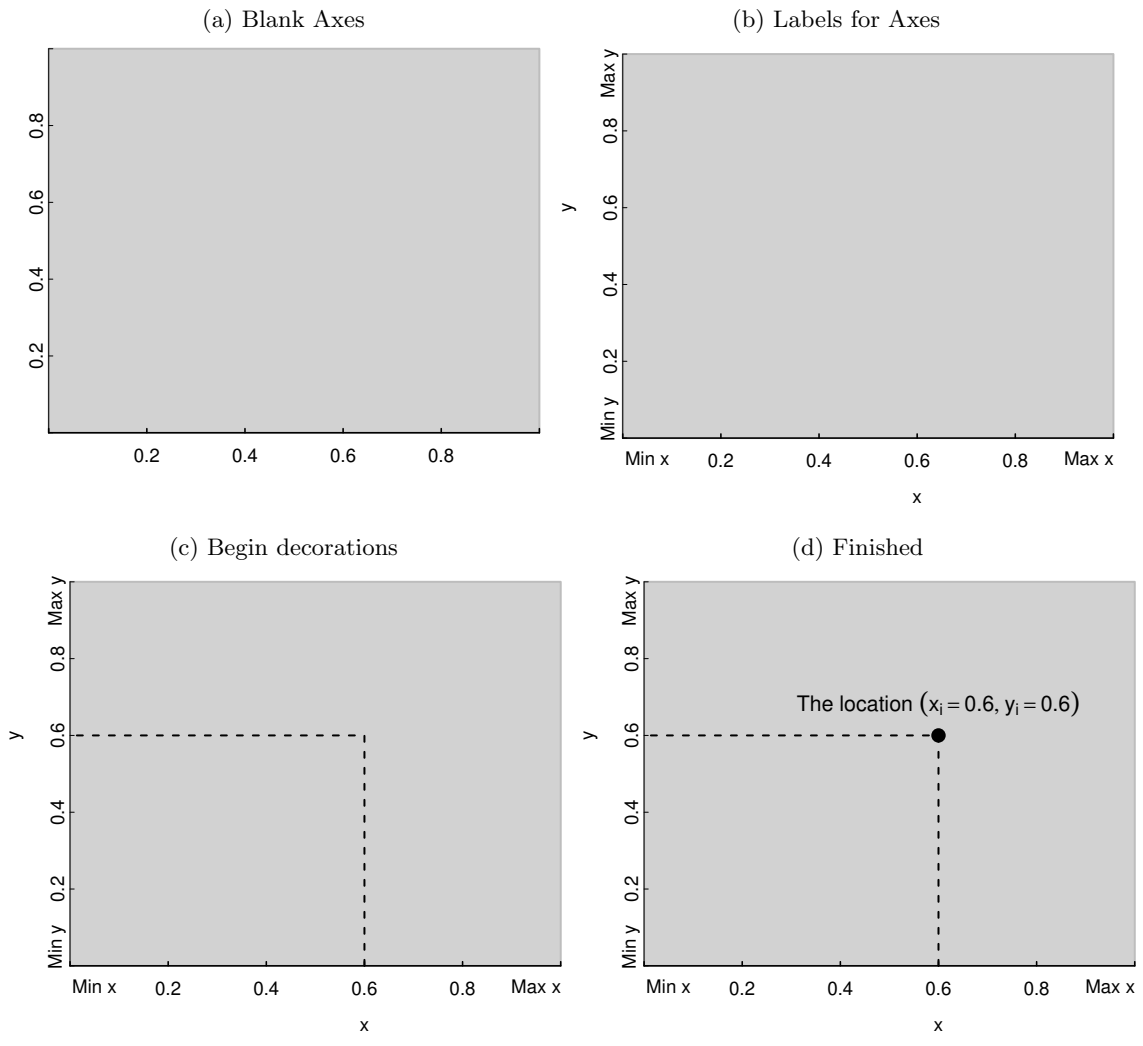 (a) Blank Axes
0.8
0.6
0.4
0.2
0.2 0.4 0.6 0.8
(b) Labels for Axes
Max y
0.8
0.6
0.4
0.2
Min y
y
Min x 0.2 0.4 0.6 0.8 Max x
x
(c) Begin decorations
Max y
0.8
0.6
0.4
0.2
Min y
y
Min x 0.2 0.4 0.6 0.8 Max x
x
(d) Finished
The location (xᵢ = 0.6, yᵢ = 0.6)
Max y
0.8
0.6
0.4
0.2
Min y
y
Min x 0.2 0.4 0.6 0.8 Max x
x